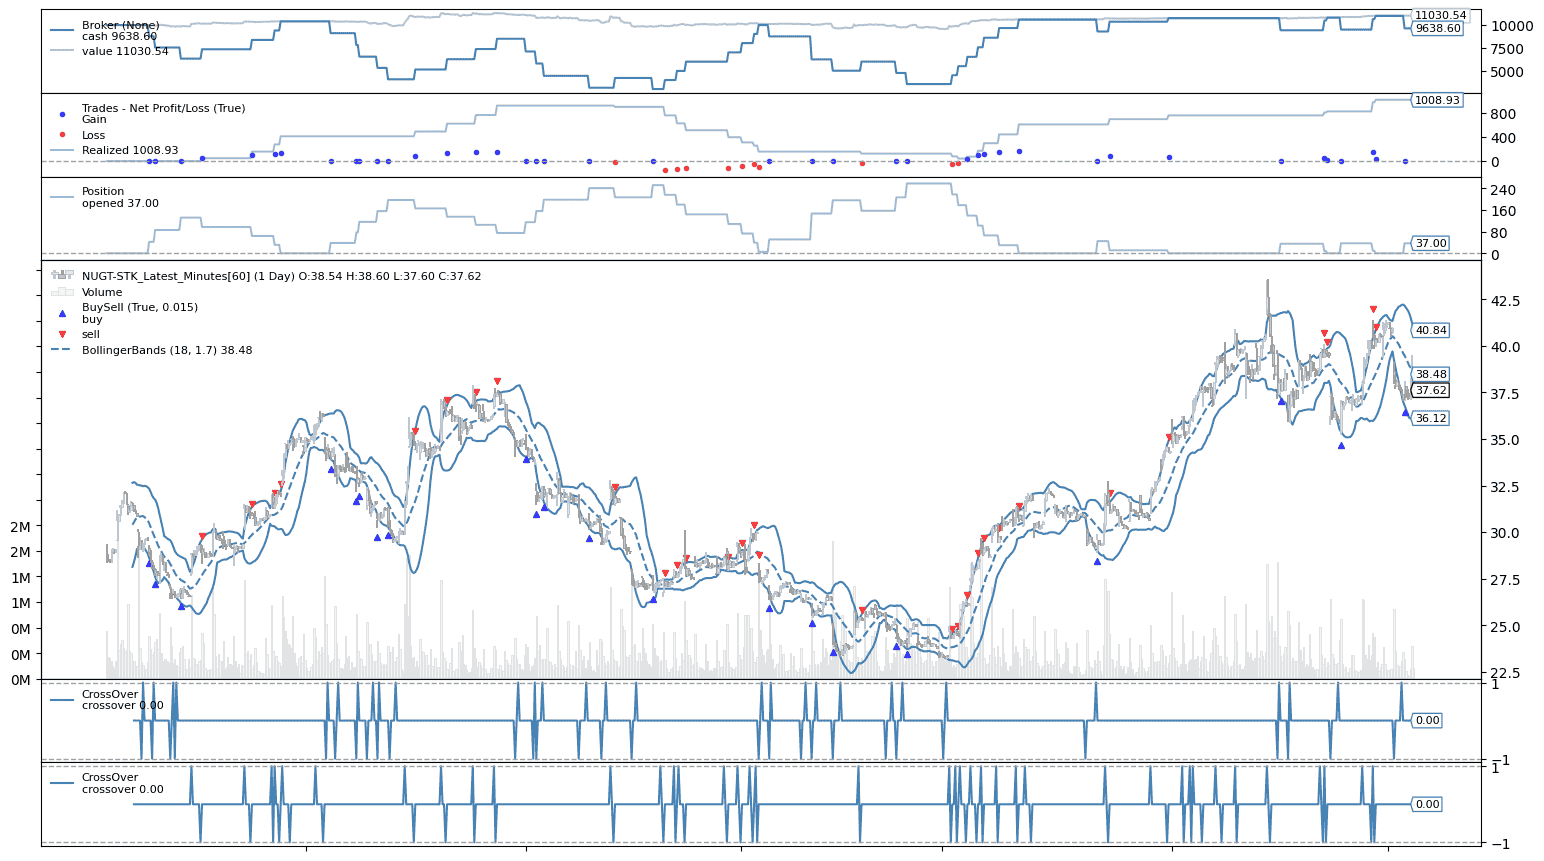 Broker (None)
cash 9638.60
value 11030.54
11030.54
9638.60
10000
7500
5000
Trades - Net Profit/Loss (True)
Gain
Loss
Realized 1008.93
1008.93
800
400
0
Position
opened 37.00
37.00
240
160
80
0
NUGT-STK_Latest_Minutes[60] (1 Day) O:38.54 H:38.60 L:37.60 C:37.62
Volume
BuySell (True, 0.015)
buy
sell
BollingerBands (18, 1.7) 38.48
40.84
38.48
37.62
36.12
42.5
40.0
37.5
35.0
32.5
30.0
27.5
25.0
22.5
2M
2M
1M
1M
0M
0M
0M
CrossOver
crossover 0.00
0.00
1
−1
CrossOver
crossover 0.00
0.00
1
−1